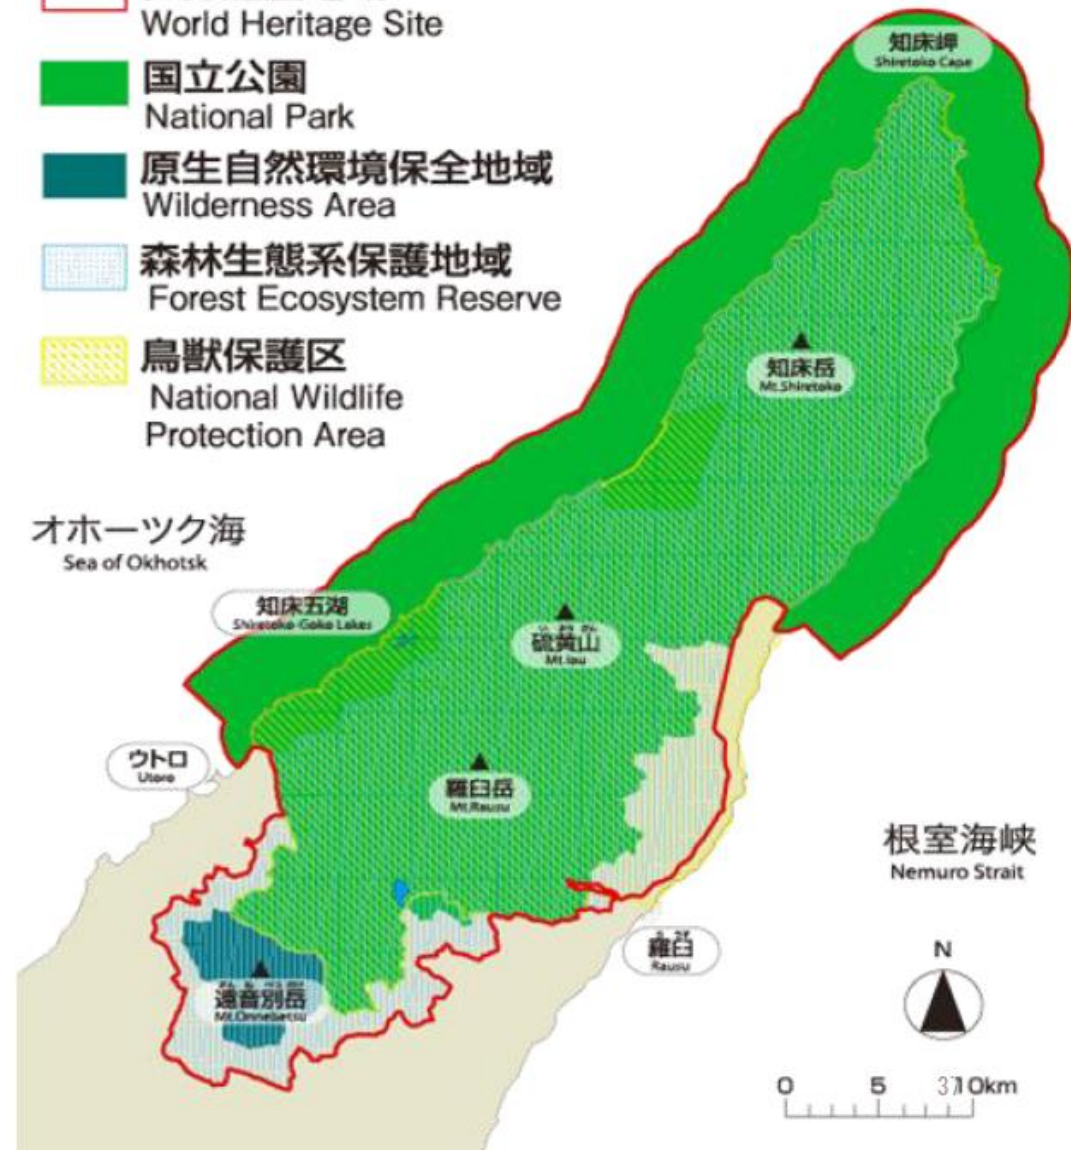 World Heritage Site
国立公園
National Park
原生自然環境保全地域
Wilderness Area
森林生態系保護地域
Forest Ecosystem Reserve
鳥獣保護区
National Wildlife
Protection Area
知床岬
Shiretoko Cape
知床岳
Mt.Shiretoko
オホーツク海
Sea of Okhotsk
知床五湖
Shiretoko Goko Lakes
硫黄山
Mt.Iou
ウトロ
Utoro
羅臼岳
Mt.Rausu
根室海峡
Nemuro Strait
羅臼
Rausu
遠音別岳
Mt.Onnebetsu
N
0 5 10km
37